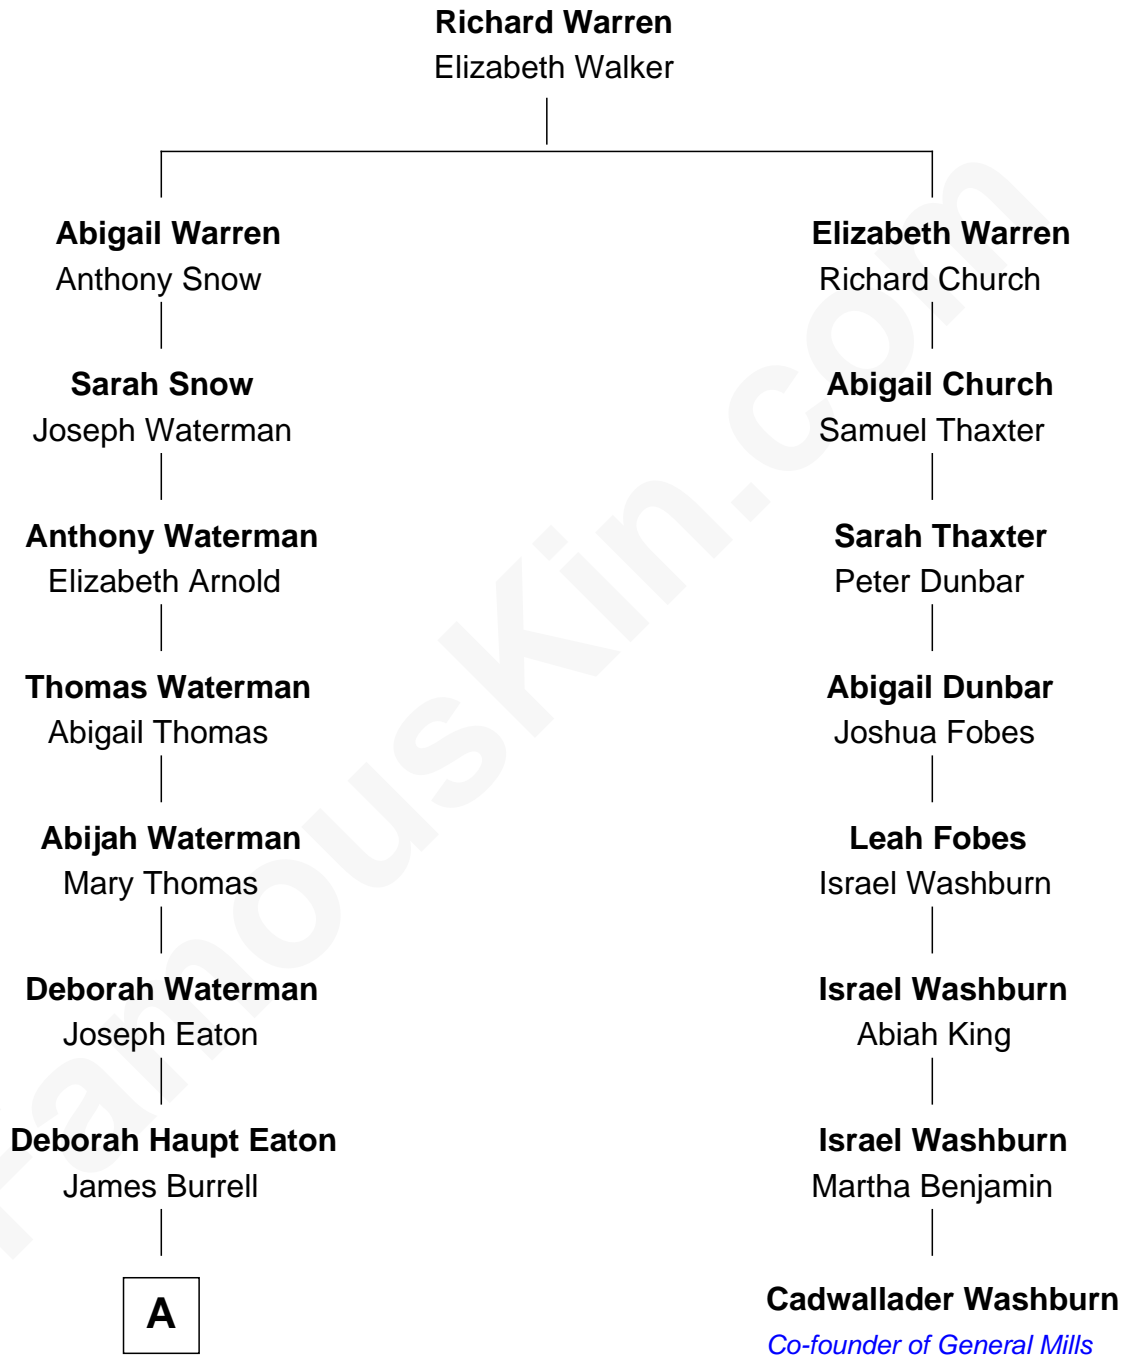 Richard Warren
Elizabeth Walker
Abigail Warren
Anthony Snow
Elizabeth Warren
Richard Church
Sarah Snow
Joseph Waterman
Abigail Church
Samuel Thaxter
Anthony Waterman
Elizabeth Arnold
Sarah Thaxter
Peter Dunbar
Thomas Waterman
Abigail Thomas
Abigail Dunbar
Joshua Fobes
Abijah Waterman
Mary Thomas
Leah Fobes
Israel Washburn
Deborah Waterman
Joseph Eaton
Israel Washburn
Abiah King
Deborah Haupt Eaton
James Burrell
Israel Washburn
Martha Benjamin
A
Cadwallader Washburn
Co-founder of General Mills
FamousKin.com